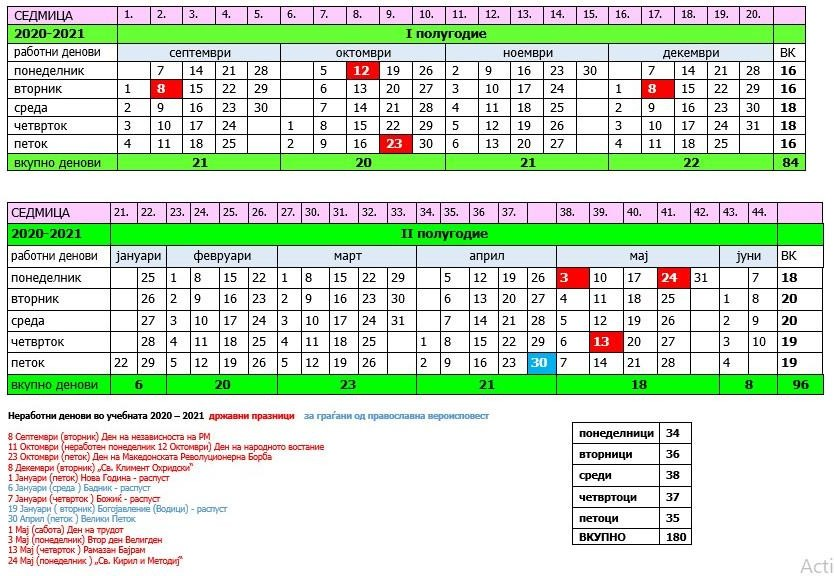 СЕДМИЦА 1. 2. 3. 4. 5. 6. 7. 8. 9. 10. 11. 12. 13. 14. 15. 16. 17. 18. 19. 20.
2020-2021 I полугодие
работни денови септември октомври ноември декември ВК
понеделник 7 14 21 28 5 12 19 26 2 9 16 23 30 7 14 21 28 16
вторник 1 8 15 22 29 6 13 20 27 3 10 17 24 1 8 15 22 29 16
среда 2 9 16 23 30 7 14 21 28 4 11 18 25 2 9 16 23 30 18
четврток 3 10 17 24 1 8 15 22 29 5 12 19 26 3 10 17 24 31 18
петок 4 11 18 25 2 9 16 23 30 6 13 20 27 4 11 18 25 16
вкупно денови 21 20 21 22 84
СЕДМИЦА 21. 22. 23. 24. 25. 26. 27. 30. 31. 32. 33. 34. 35. 36 37. 38. 39. 40. 41. 42. 43. 44.
2020-2021 II полугодие
работни денови јануари февруари март април мај јуни ВК
понеделник 25 1 8 15 22 1 8 15 22 29 5 12 19 26 3 10 17 24 31 7 18
вторник 26 2 9 16 23 2 9 16 23 30 6 13 20 27 4 11 18 25 1 8 20
среда 27 3 10 17 24 3 10 17 24 31 7 14 21 28 5 12 19 26 2 9 20
четврток 28 4 11 18 25 4 11 18 25 1 8 15 22 29 6 13 20 27 3 10 19
петок 22 29 5 12 19 26 5 12 19 26 2 9 16 23 30 7 14 21 28 4 19
вкупно денови 6 20 23 21 18 8 96
Неработни денови во учебната 2020 – 2021 државни празници за граѓани од православна вероисповест
8 Септември (вторник) Ден на независноста на РМ
11 Октомври (неработен понеделник 12 Октомври) Ден на народното востание
23 Октомври (петок) Ден на Македонската Револуционерна Борба
8 Декември (вторник) „Св. Климент Охридски“
1 Јануари (петок) Нова Година - распуст
6 Јануари (среда ) Бадник - распуст
7 Јануари (четврток ) Божиќ - распуст
19 Јануари ( вторник) Богојавление (Водици) - распуст
30 Април (петок ) Велики Петок
1 Мај (сабота) Ден на трудот
3 Мај (понеделник) Втор ден Велигден
13 Мај (четврток ) Рамазан Бајрам
24 Мај (понеделник ) „Св. Кирил и Методиј“
понеделници 34
вторници 36
среди 38
четвртоци 37
петоци 35
ВКУПНО 180
Acti